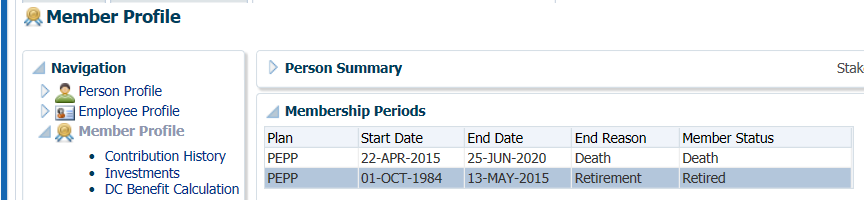 Member Profile
Navigation
Person Profile
Employee Profile
Member Profile
• Contribution History
• Investments
• DC Benefit Calculation
Person Summary
Membership Periods
Plan Start Date End Date End Reason Member Status
PEPP 22-APR-2015 25-JUN-2020 Death Death
PEPP 01-OCT-1984 13-MAY-2015 Retirement Retired